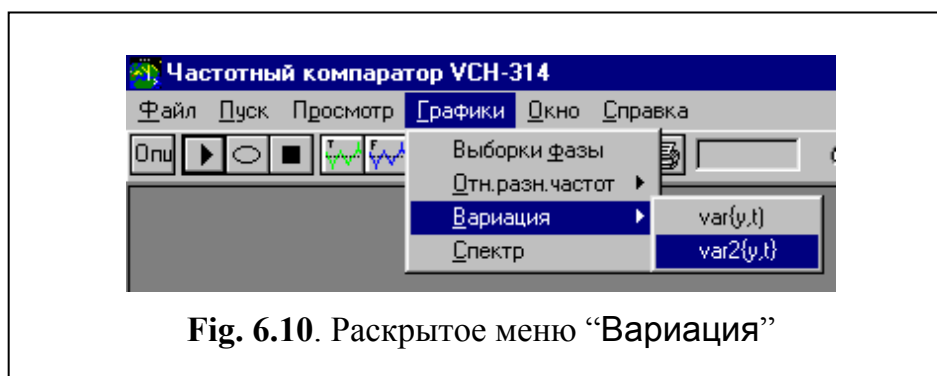 Частотный компаратор VCH-314
Файл Пуск Просмотр Графики Окно Справка
Опц
T F
Выборки фазы
Отн.разн.частот
Вариация
var{y,t}
Спектр
var2{y,t}
Fig. 6.10. Раскрытое меню “Вариация”